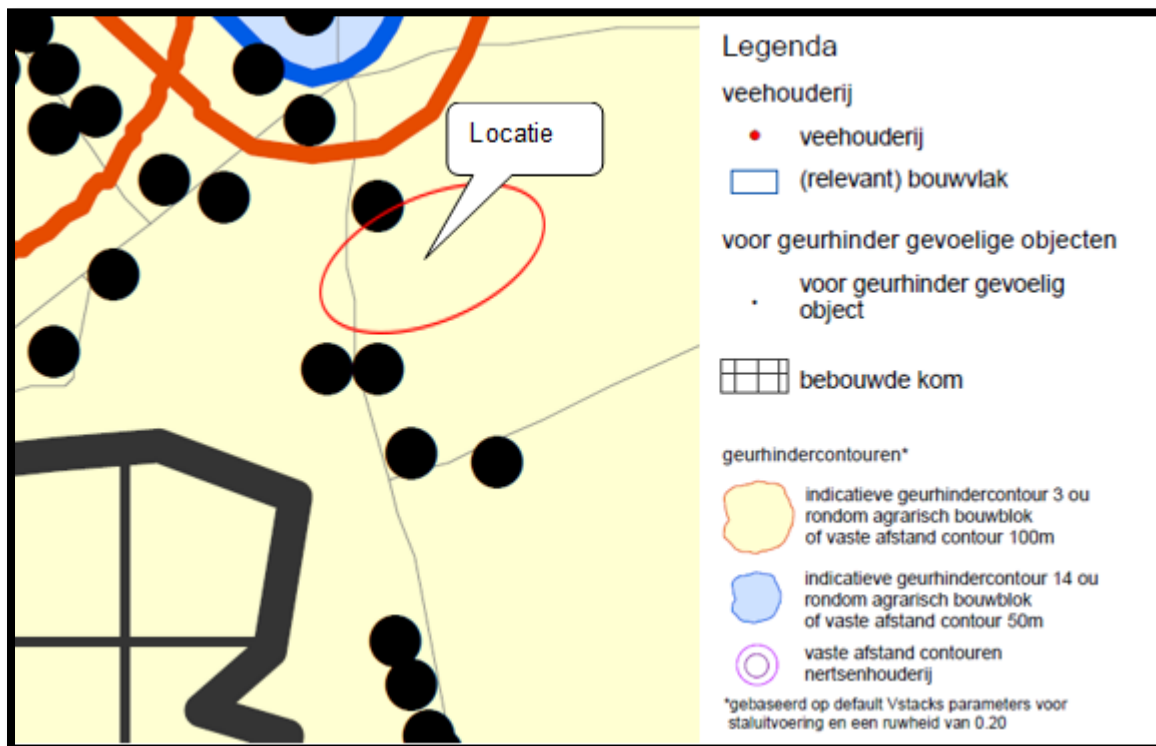 Locatie
Legenda
veehouderij
veehouderij
(relevant) bouwvlak
voor geurhinder gevoelige objecten
voor geurhinder gevoelig
object
bebouwde kom
geurhindercontouren*
indicatieve geurhindercontour 3 ou
rondom agrarisch bouwblok
of vaste afstand contour 100m
indicatieve geurhindercontour 14 ou
rondom agrarisch bouwblok
of vaste afstand contour 50m
vaste afstand contouren
nertsenhouderij
*gebaseerd op default Vstacks parameters voor
staluitvoering en een ruwheid van 0.20